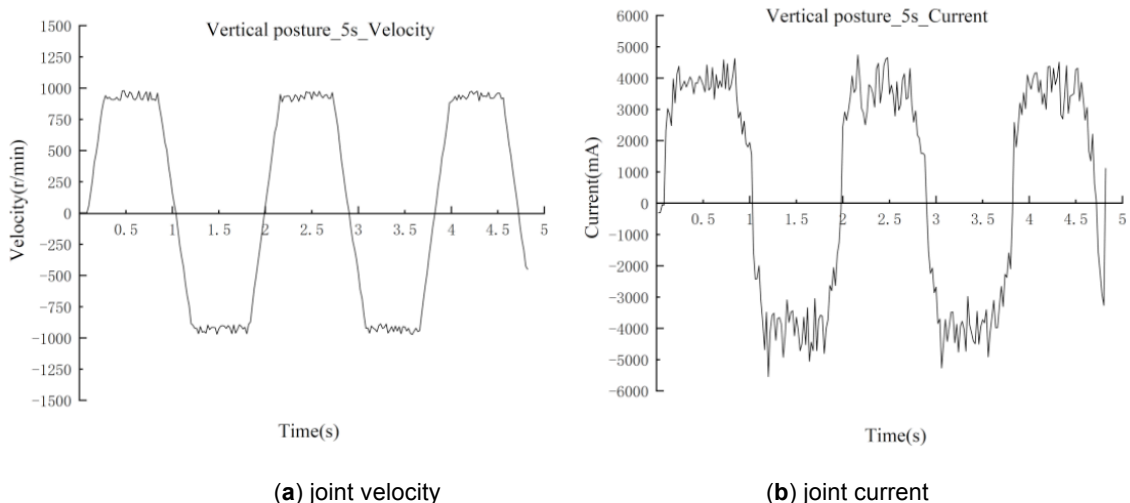 Vertical posture_5s_Velocity
1500
1250
1000
750
500
250
0
-250
-500
-750
-1000
-1250
-1500
Velocity(r/min)
0.5 1 1.5 2 2.5 3 3.5 4 4.5 5
Time(s)
(a) joint velocity
Vertical posture_5s_Current
6000
5000
4000
3000
2000
1000
0
-1000
-2000
-3000
-4000
-5000
-6000
Current(mA)
0.5 1 1.5 2 2.5 3 3.5 4 4.5 5
Time(s)
(b) joint current